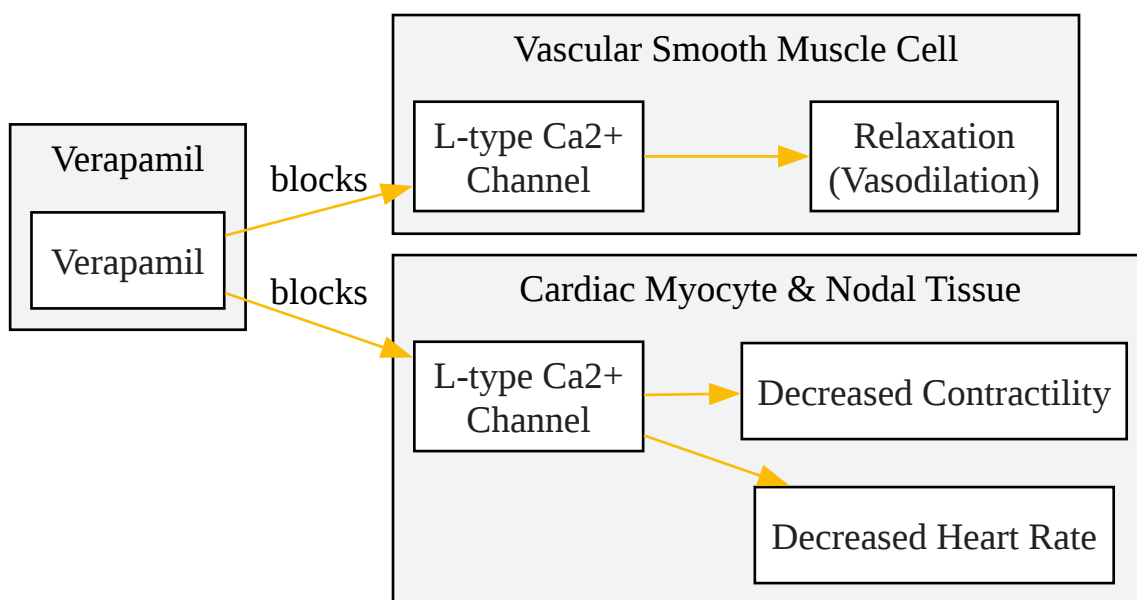 Verapamil
Verapamil
blocks
blocks
Vascular Smooth Muscle Cell
L-type Ca2+
Channel
Relaxation
(Vasodilation)
Cardiac Myocyte & Nodal Tissue
L-type Ca2+
Channel
Decreased Contractility
Decreased Heart Rate